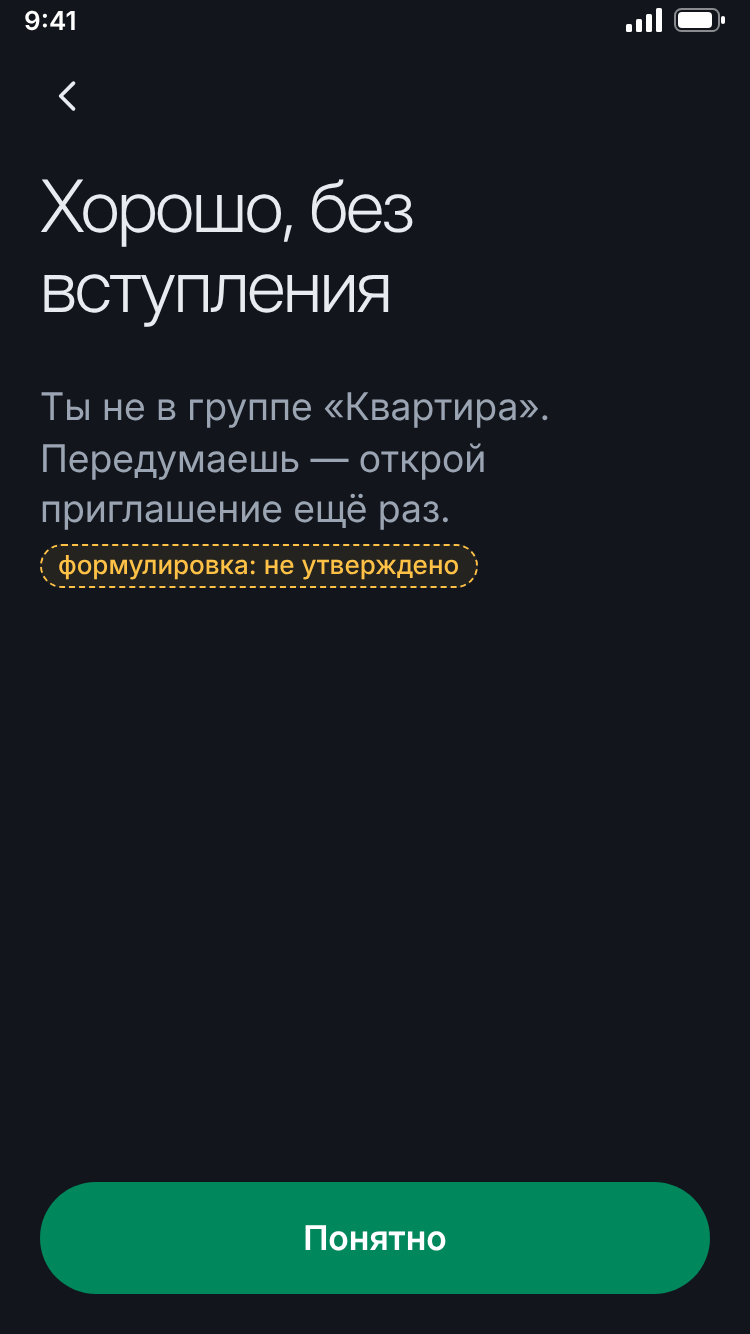 9:41
Хорошо, без
вступления
Ты не в группе «Квартира».
Передумаешь — открой
приглашение ещё раз.
формулировка: не утверждено
Понятно